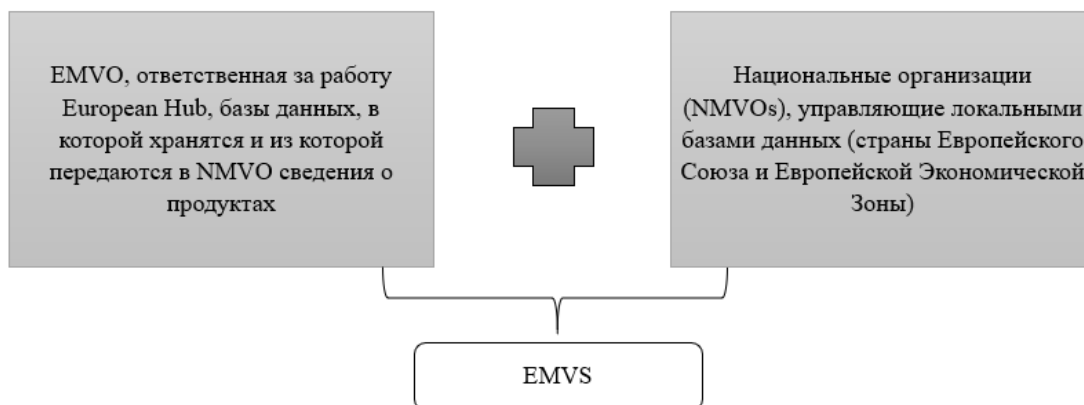 EMVO, ответственная за работу
European Hub, базы данных, в
которой хранятся и из которой
передаются в NMVO сведения о
продуктах
Национальные организации
(NMVOs), управляющие локальными
базами данных (страны Европейского
Союза и Европейской Экономической
Зоны)
EMVS